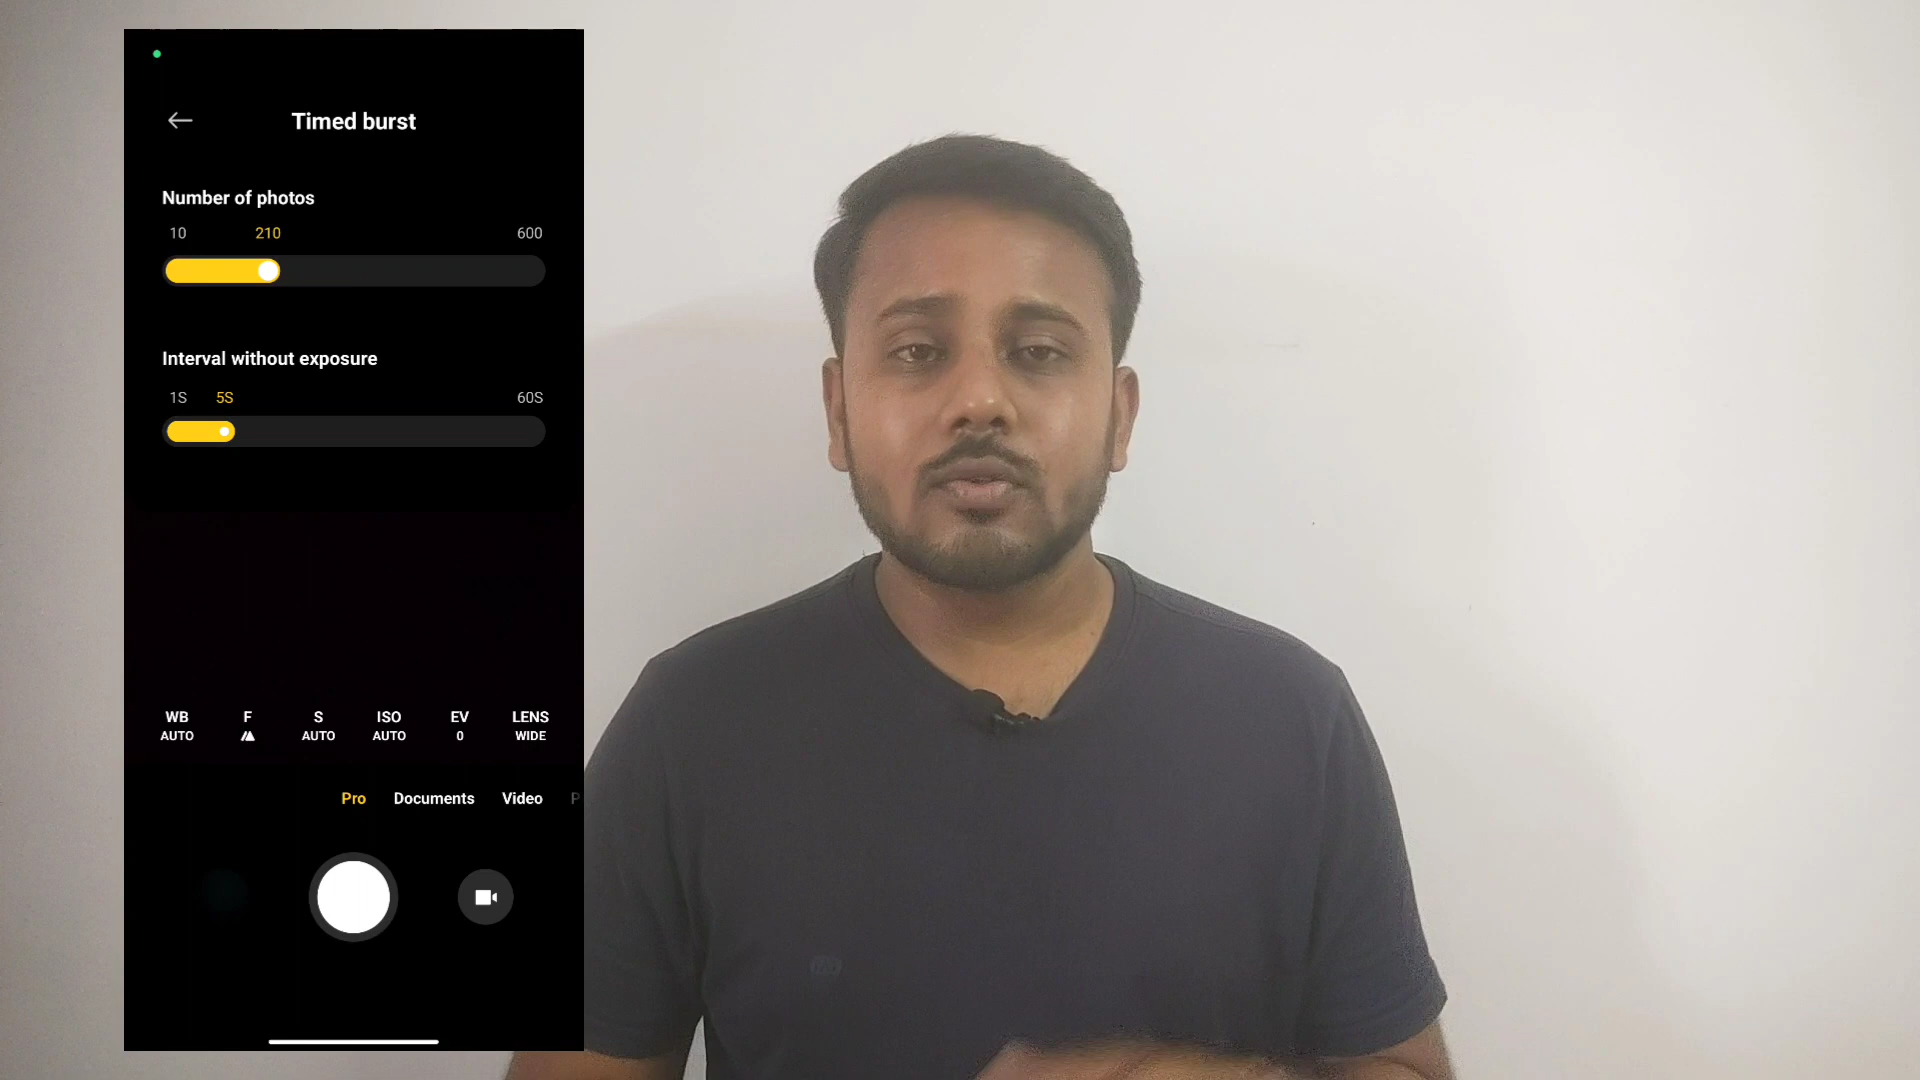 Timed burst
Number of photos
10 210 600
Interval without exposure
1S 5S 60S
WB F S ISO EV LENS
AUTO AUTO AUTO 0 WIDE
Pro Documents Video P